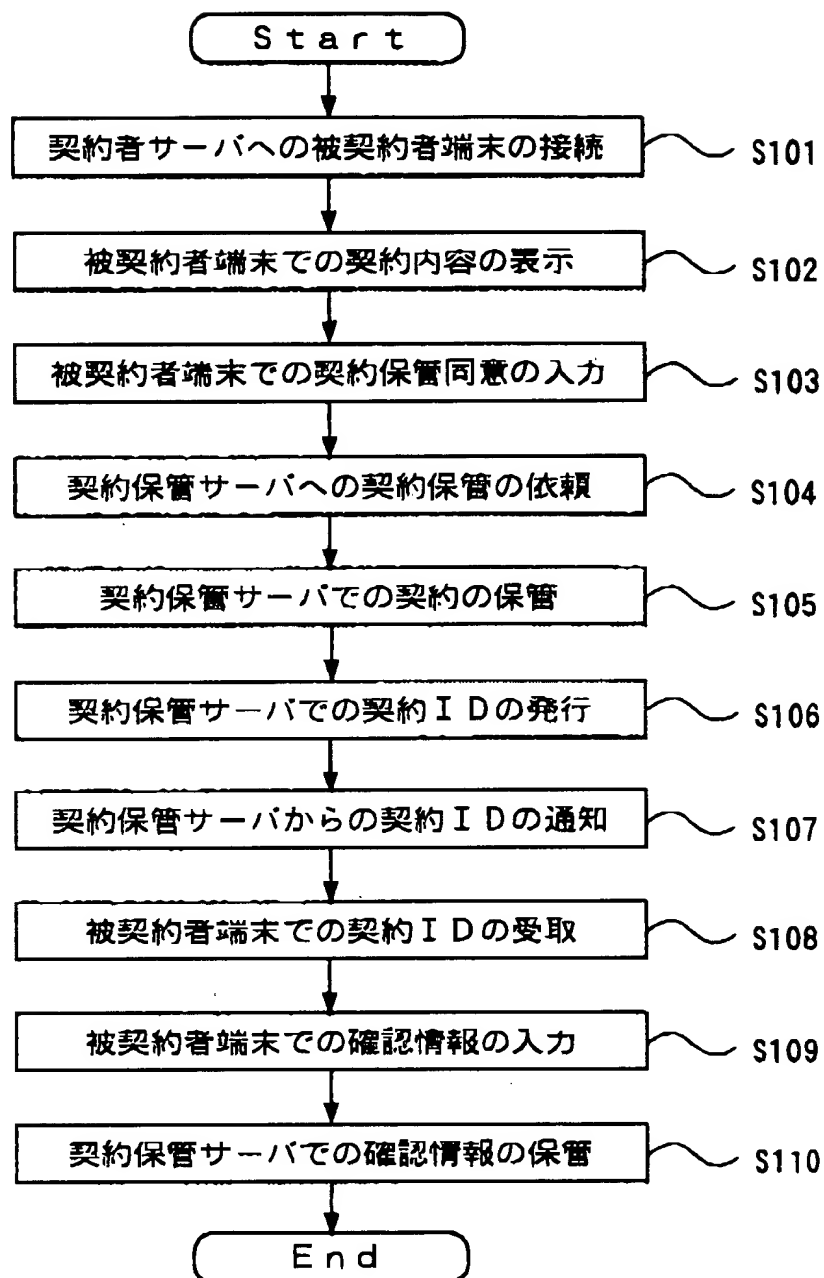 Start
契約者サーバへの被契約者端末の接続 S101
被契約者端末での契約内容の表示 S102
被契約者端末での契約保管同意の入力 S103
契約保管サーバへの契約保管の依頼 S104
契約保管サーバでの契約の保管 S105
契約保管サーバでの契約IDの発行 S106
契約保管サーバからの契約IDの通知 S107
被契約者端末での契約IDの受取 S108
被契約者端末での確認情報の入力 S109
契約保管サーバでの確認情報の保管 S110
End